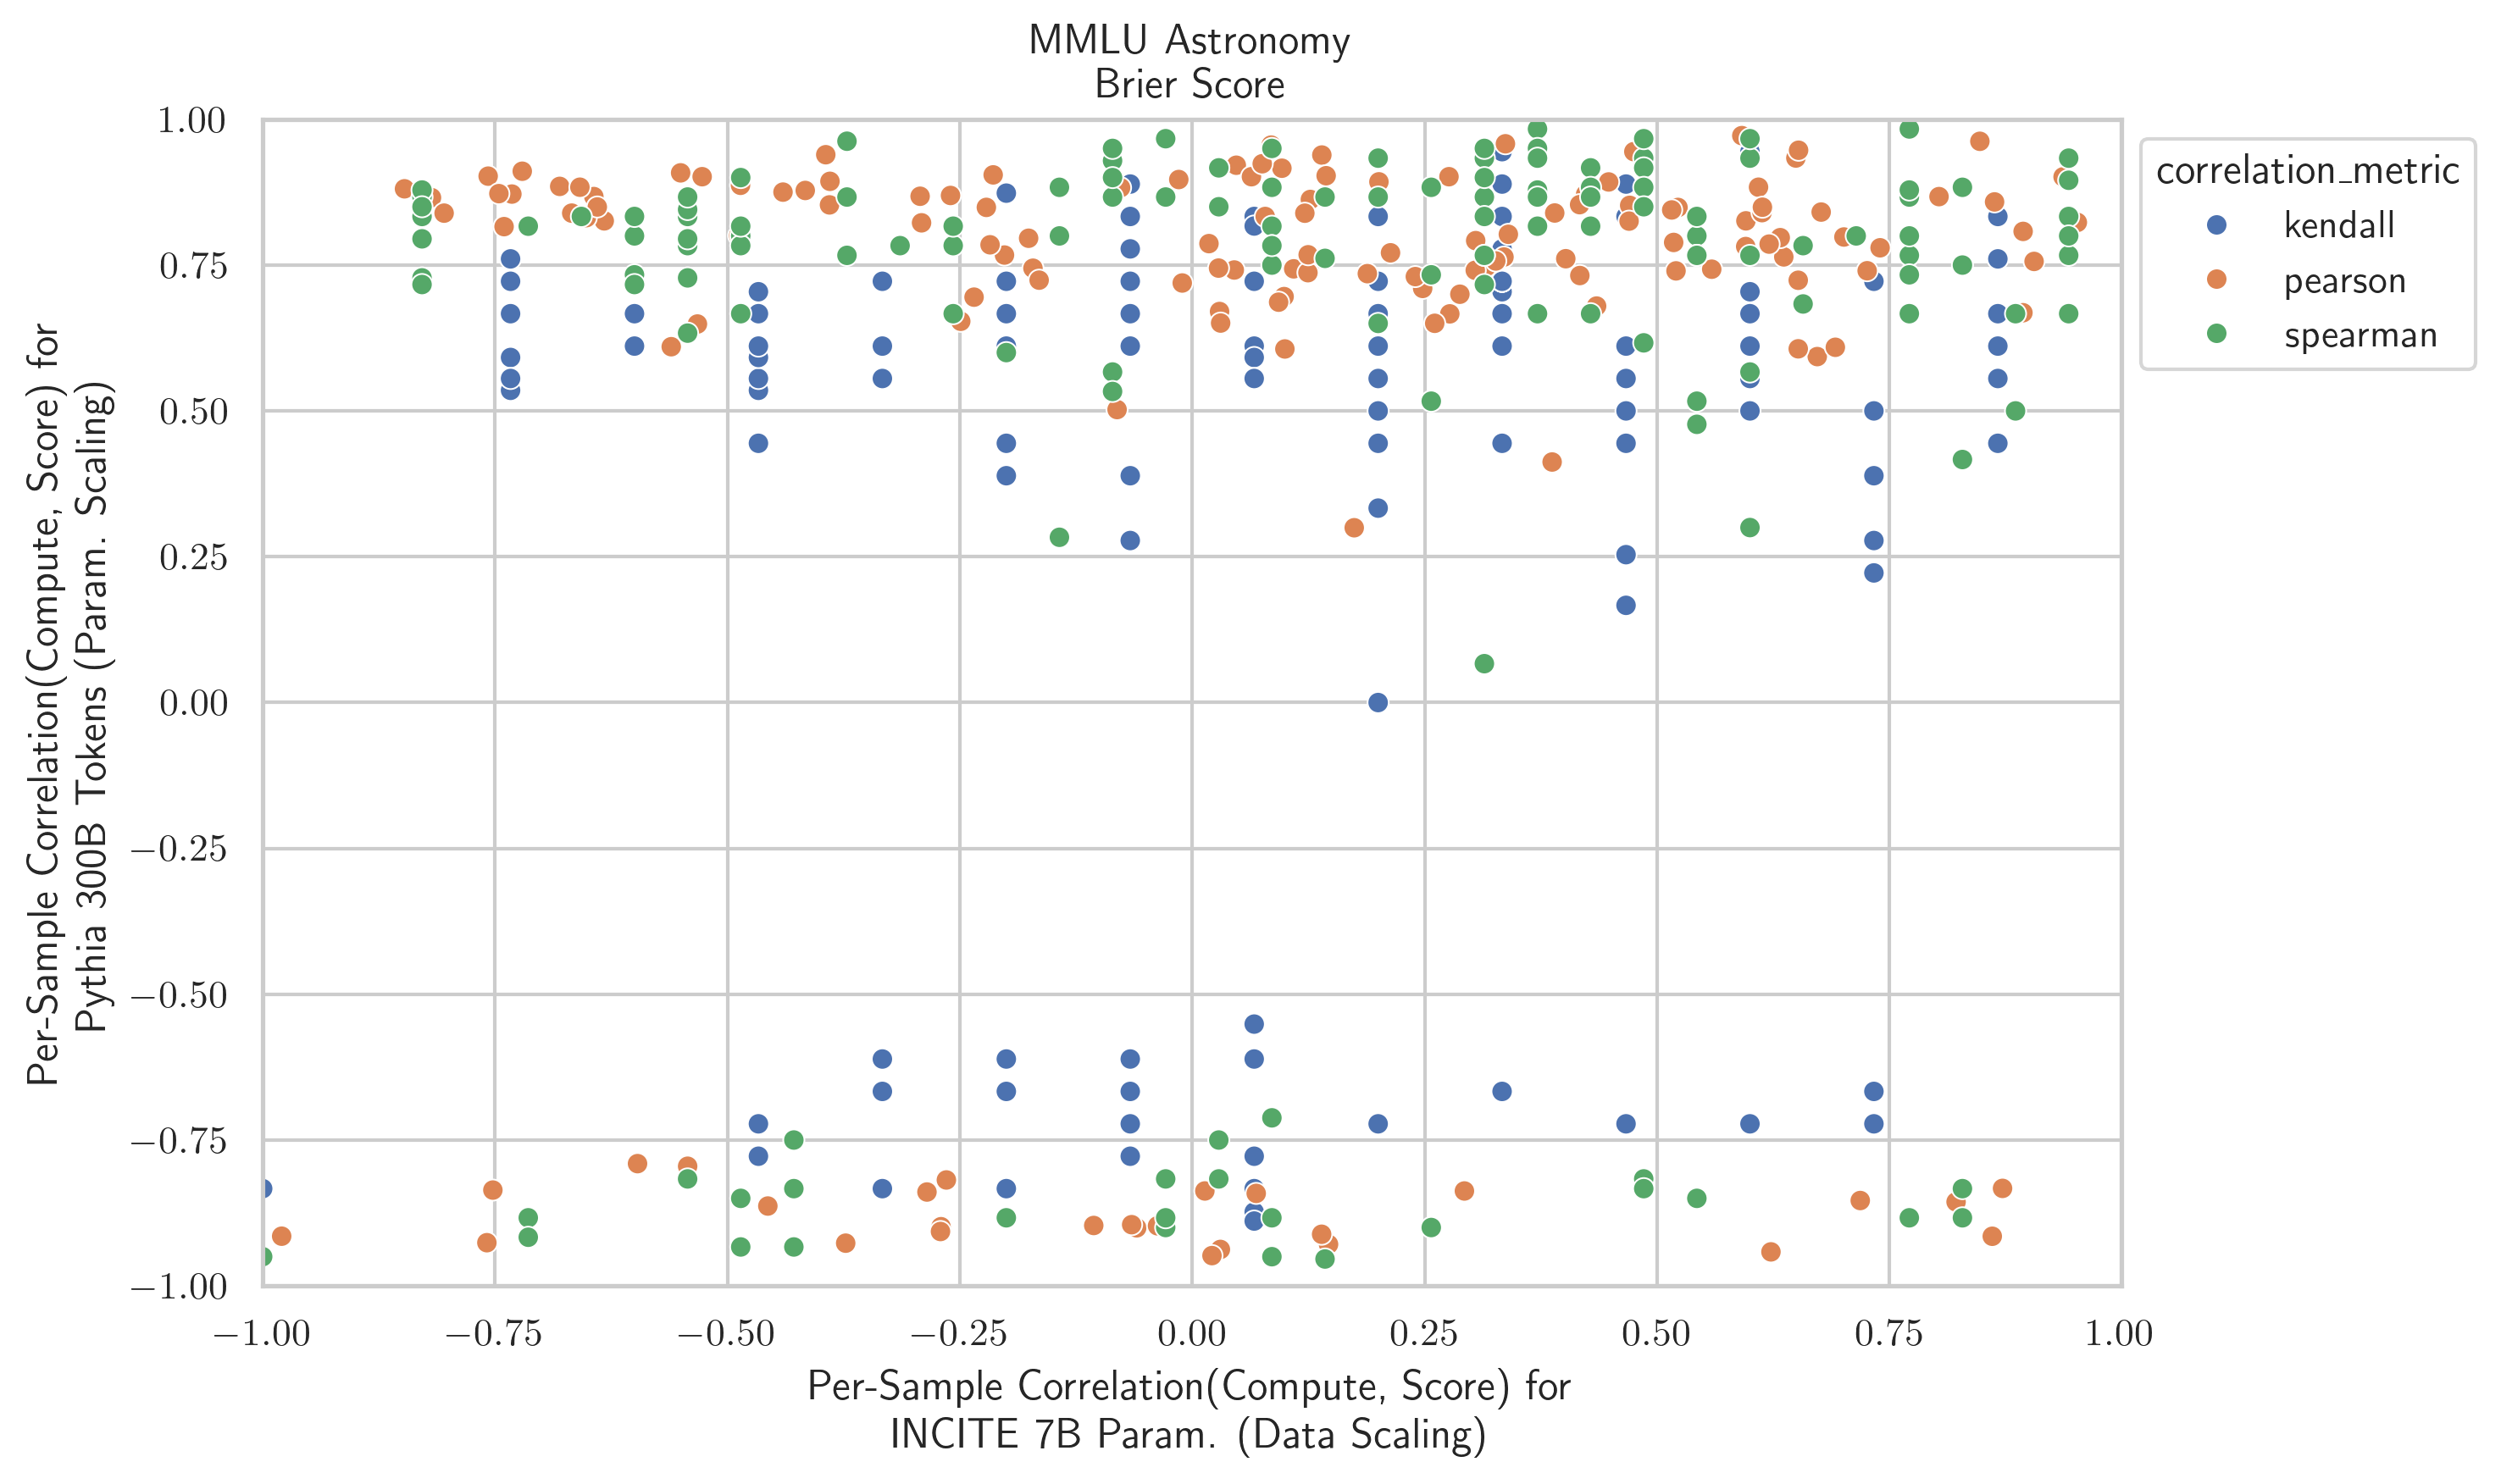 MMLU Astronomy
Brier Score
Per-Sample Correlation(Compute, Score) for
Pythia 300B Tokens (Param. Scaling)
1.00
0.75
0.50
0.25
0.00
−0.25
−0.50
−0.75
−1.00
−1.00 −0.75 −0.50 −0.25 0.00 0.25 0.50 0.75 1.00
Per-Sample Correlation(Compute, Score) for
INCITE 7B Param. (Data Scaling)
correlation_metric
kendall
pearson
spearman